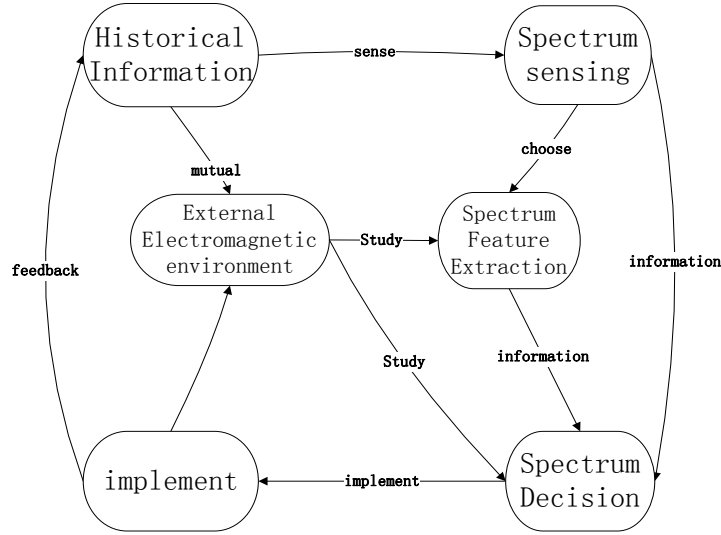 Historical
Information
sense
Spectrum
sensing
choose
mutual
External
Electromagnetic
environment
Study
Spectrum
Feature
Extraction
feedback
information
Study
information
implement
implement
Spectrum
Decision